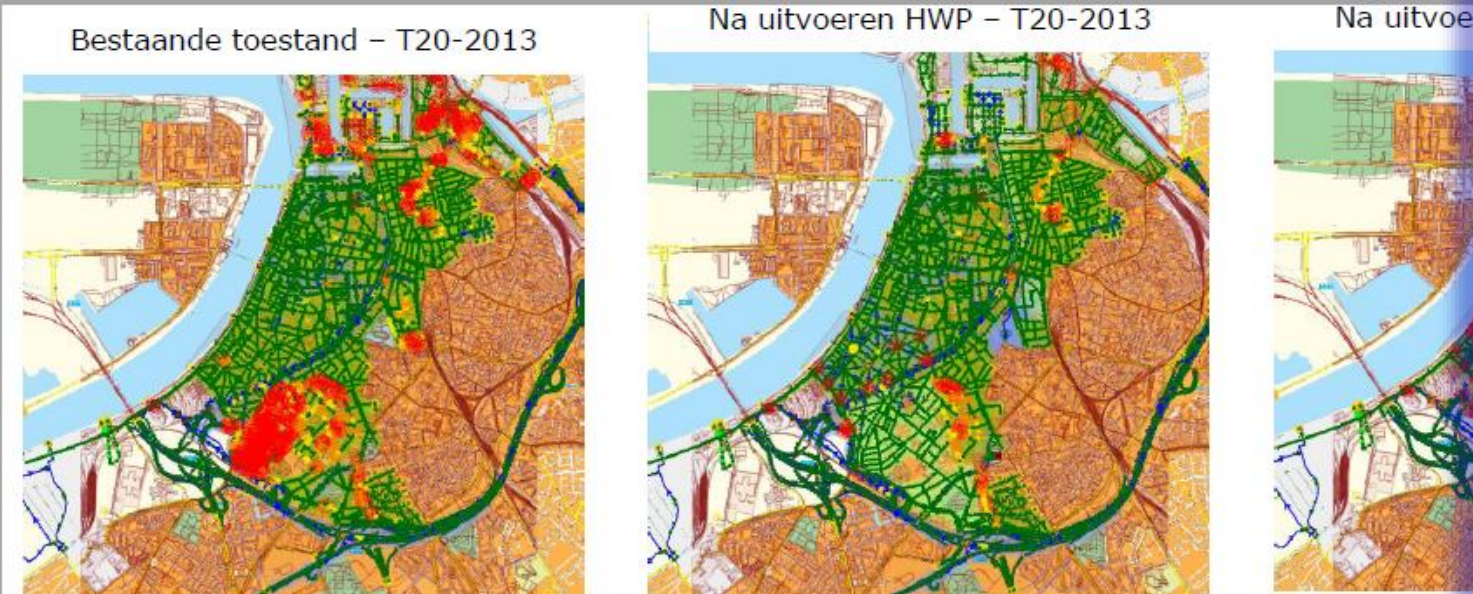 Bestaande toestand – T20-2013
Na uitvoeren HWP – T20-2013
Na uitvoe